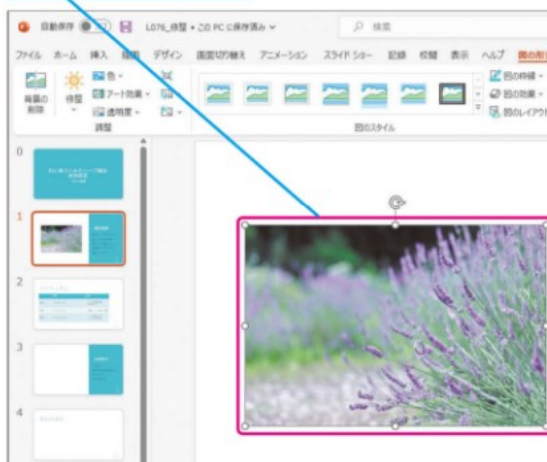 自動保存 L076_修整 • この PC に保存済み 検索
ファイル ホーム 挿入 描画 デザイン 画面切り替え アニメーション スライド ショー 記録 校閲 表示 ヘルプ
背景の
削除
修整
色
アート効果
透明度
図の枠線
図の効果
図のレイアウト
調整 図のスタイル
0
1
2
3
4